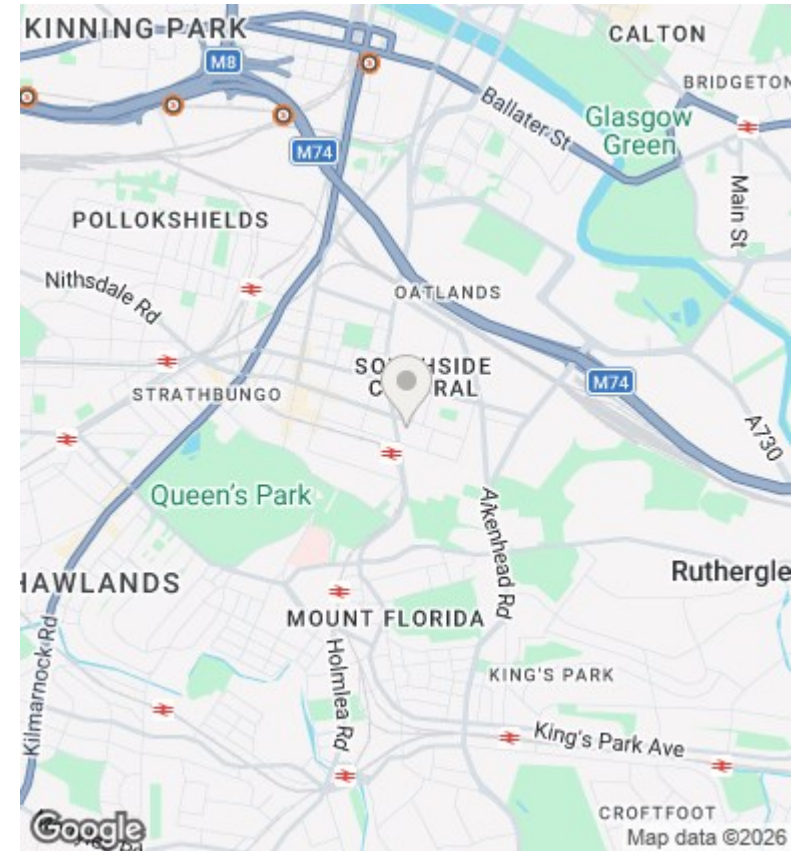 KINNING PARK
CALTON
M8
BRIDGETON
Ballater St
Glasgow
Green
M74
Main St
POLLOKSHIELDS
Nithsdale Rd
OATLANDS
SOUTHSIDE
CENTRAL
M74
STRATHBUNGO
A730
Queen's Park
Aikenhead Rd
HAWLANDS
Ruthergle
MOUNT FLORIDA
Kilmarnock Rd
Holmlea Rd
KING'S PARK
King's Park Ave
CROFTFOOT
Google
Map data ©2026